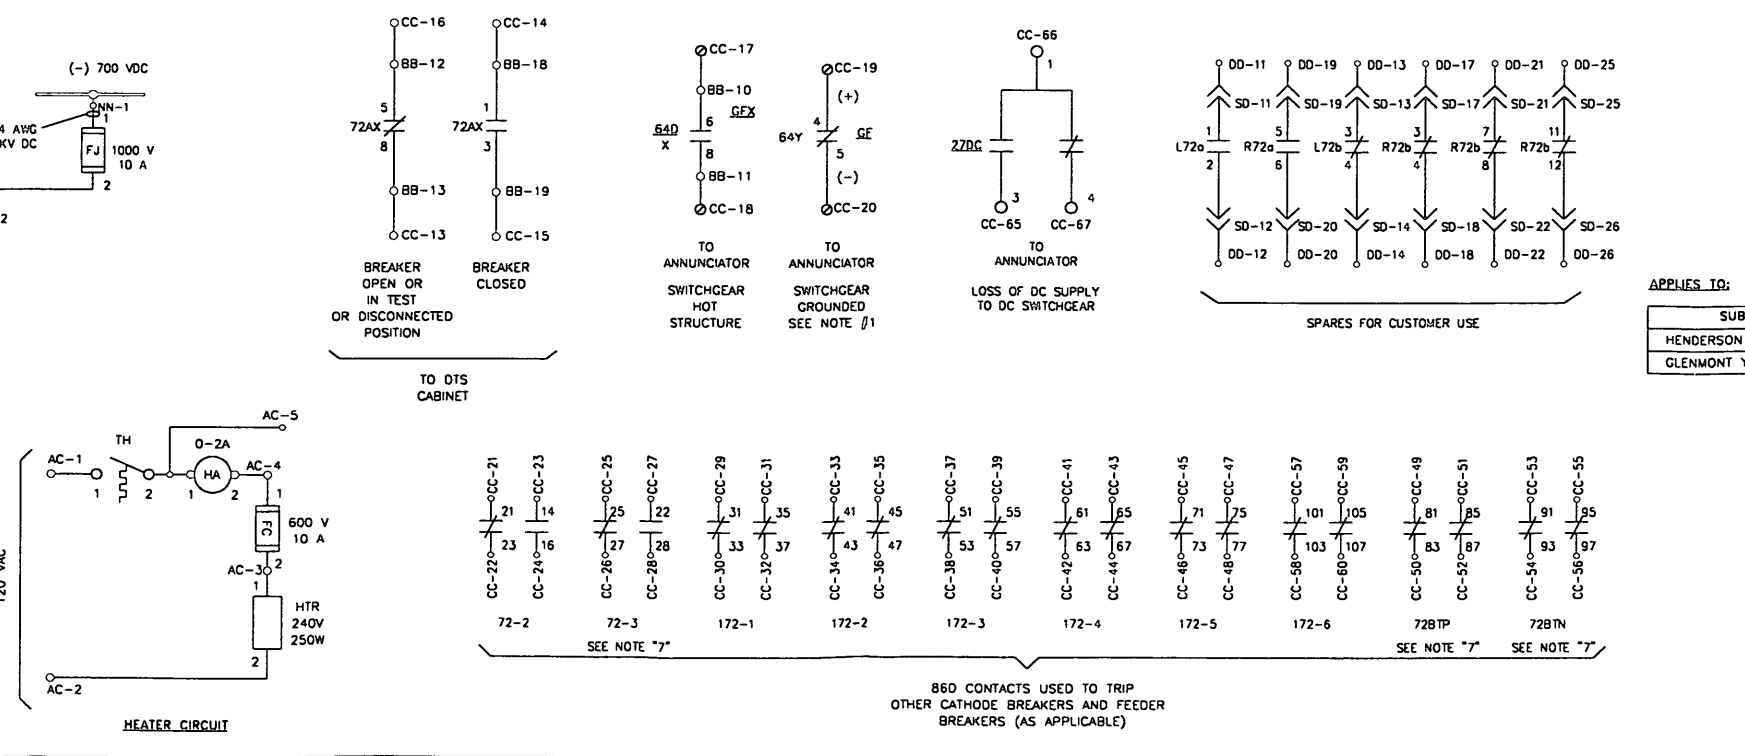 (-) 700 VDC
NN-1
1
4 AWG
KV DC
FJ
1000 V
10 A
2
2
CC-16
BB-12
5
72AX
8
BB-13
CC-13
BREAKER
OPEN OR
IN TEST
OR DISCONNECTED
POSITION
CC-14
BB-18
1
72AX
3
BB-19
CC-15
BREAKER
CLOSED
TO DTS
CABINET
CC-17
BB-10
GFX
6
64D
X
8
BB-11
CC-18
TO
ANNUNCIATOR
SWITCHGEAR
HOT
STRUCTURE
CC-19
(+)
4
64Y
GF
5
(-)
CC-20
TO
ANNUNCIATOR
SWITCHGEAR
GROUNDED
SEE NOTE 11
CC-66
1
27DC
3
4
CC-65
CC-67
TO
ANNUNCIATOR
LOSS OF DC SUPPLY
TO DC SWITCHGEAR
DD-11 DD-19 DD-13 DD-17 DD-21 DD-25
SD-11 SD-19 SD-13 SD-17 SD-21 SD-25
1 5 3 3 7 11
L72a R72a L72b R72b R72b R72b
2 6 4 4 8 12
SD-12 SD-20 SD-14 SD-18 SD-22 SD-26
DD-12 DD-20 DD-14 DD-18 DD-22 DD-26
SPARES FOR CUSTOMER USE
APPLIES TO:
SUB
HENDERSON
GLENMONT Y
120 VAC
AC-5
TH
0-2A
AC-1
HA
AC-4
1 2 1 2
1
FC
600 V
10 A
2
AC-3
1
HTR
240V
250W
2
AC-2
HEATER CIRCUIT
CC-21 CC-23 CC-25 CC-27 CC-29 CC-31 CC-33 CC-35 CC-37 CC-39 CC-41 CC-43 CC-45 CC-47 CC-57 CC-59 CC-49 CC-51 CC-53 CC-55
21 14 25 22 31 35 41 45 51 55 61 65 71 75 101 105 81 85 91 95
23 16 27 28 33 37 43 47 53 57 63 67 73 77 103 107 83 87 93 97
CC-22 CC-24 CC-26 CC-28 CC-30 CC-32 CC-34 CC-36 CC-38 CC-40 CC-42 CC-44 CC-46 CC-48 CC-58 CC-60 CC-50 CC-52 CC-54 CC-56
72-2 72-3 172-1 172-2 172-3 172-4 172-5 172-6 72BTP 72BTN
SEE NOTE "7" SEE NOTE "7" SEE NOTE "7"
86D CONTACTS USED TO TRIP
OTHER CATHODE BREAKERS AND FEEDER
BREAKERS (AS APPLICABLE)